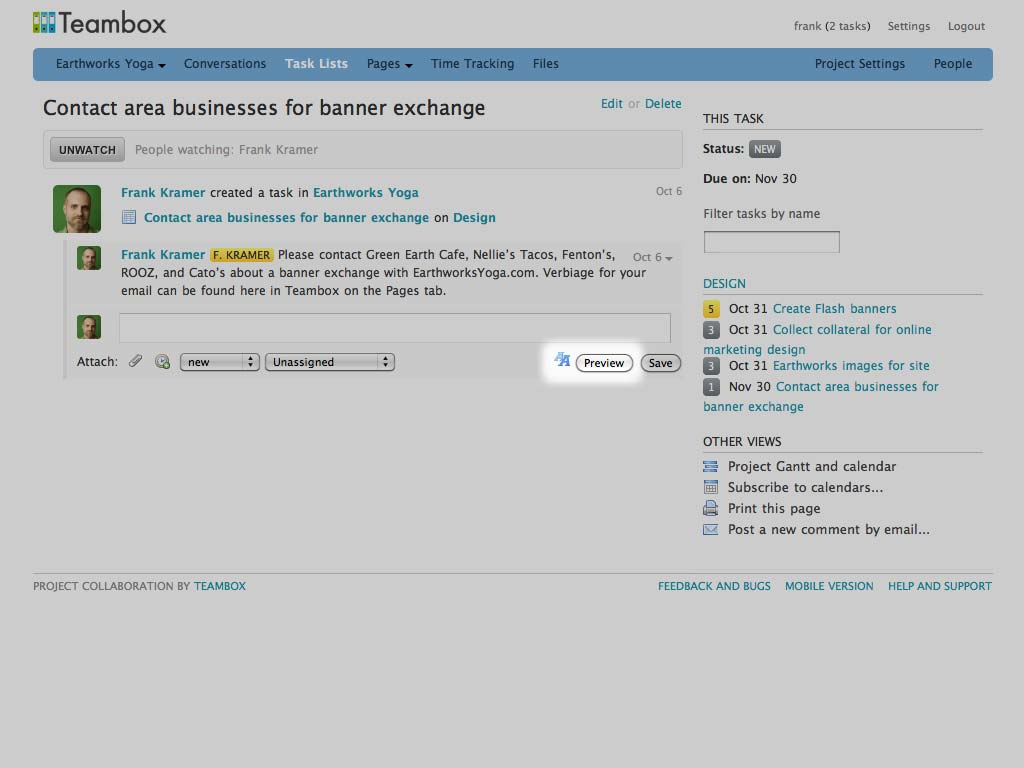 Teambox
frank (2 tasks) Settings Logout
Earthworks Yoga Conversations Task Lists Pages Time Tracking Files Project Settings People
Contact area businesses for banner exchange
Edit or Delete
UNWATCH People watching: Frank Kramer
Frank Kramer created a task in Earthworks Yoga Oct 6
Contact area businesses for banner exchange on Design
Frank Kramer F. KRAMER Please contact Green Earth Cafe, Nellie's Tacos, Fenton's, Oct 6
ROOZ, and Cato's about a banner exchange with EarthworksYoga.com. Verbiage for your
email can be found here in Teambox on the Pages tab.
Attach: new Unassigned AA Preview Save
THIS TASK
Status: NEW
Due on: Nov 30
Filter tasks by name
DESIGN
5 Oct 31 Create Flash banners
3 Oct 31 Collect collateral for online
marketing design
3 Oct 31 Earthworks images for site
1 Nov 30 Contact area businesses for
banner exchange
OTHER VIEWS
Project Gantt and calendar
Subscribe to calendars...
Print this page
Post a new comment by email...
PROJECT COLLABORATION BY TEAMBOX FEEDBACK AND BUGS MOBILE VERSION HELP AND SUPPORT